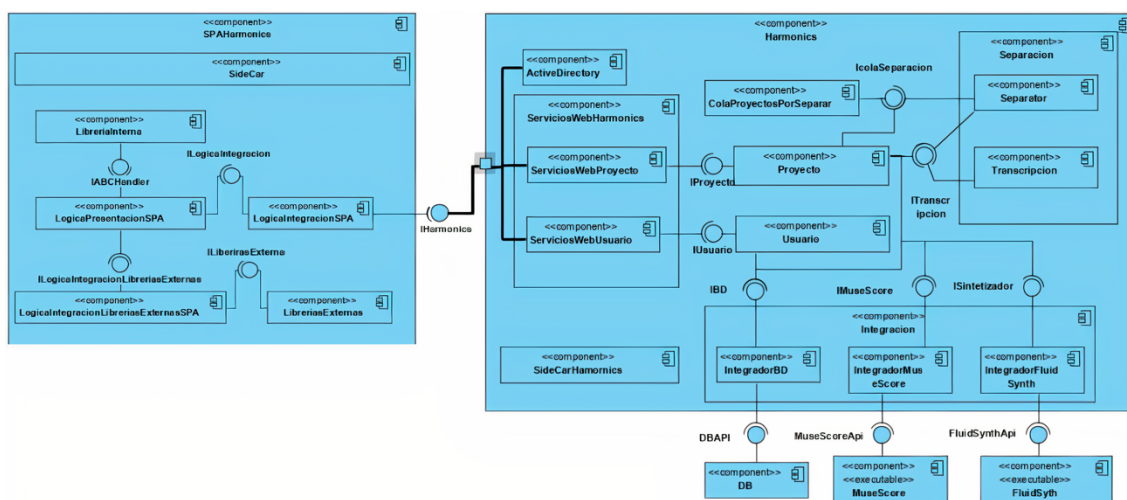 <<component>>
SPAHarmonics
<<component>>
SideCar
<<component>>
LibreriaInterna
ILogicaIntegracion
IABCHandler
<<component>>
LogicaPresentacionSPA
<<component>>
LogicaIntegracionSPA
ILiberirasExterna
ILogicaIntegracionLibreriasExternas
<<component>>
LogicaIntegracionLibreriasExternasSPA
<<component>>
LibreriasExternas
IHarmonics
<<component>>
Harmonics
<<component>>
ActiveDirectory
<<component>>
ServiciosWebHarmonics
<<component>>
ServiciosWebProyecto
<<component>>
ServiciosWebUsuario
IcolaSeparacion
<<component>>
ColaProyectosPorSeparar
<<component>>
Separacion
<<component>>
Separator
<<component>>
Transcripcion
IProyecto
<<component>>
Proyecto
ITranscr
ipcion
IUsuario
<<component>>
Usuario
IBD
IMuseScore
ISintetizador
<<component>>
Integracion
<<component>>
SideCarHamornics
<<component>>
IntegradorBD
<<component>>
IntegradorMus
eScore
<<component>>
IntegradorFluid
Synth
DBAPI
MuseScoreApi
FluidSynthApi
<<component>>
DB
<<component>>
<<executable>>
MuseScore
<<component>>
<<executable>>
FluidSyth